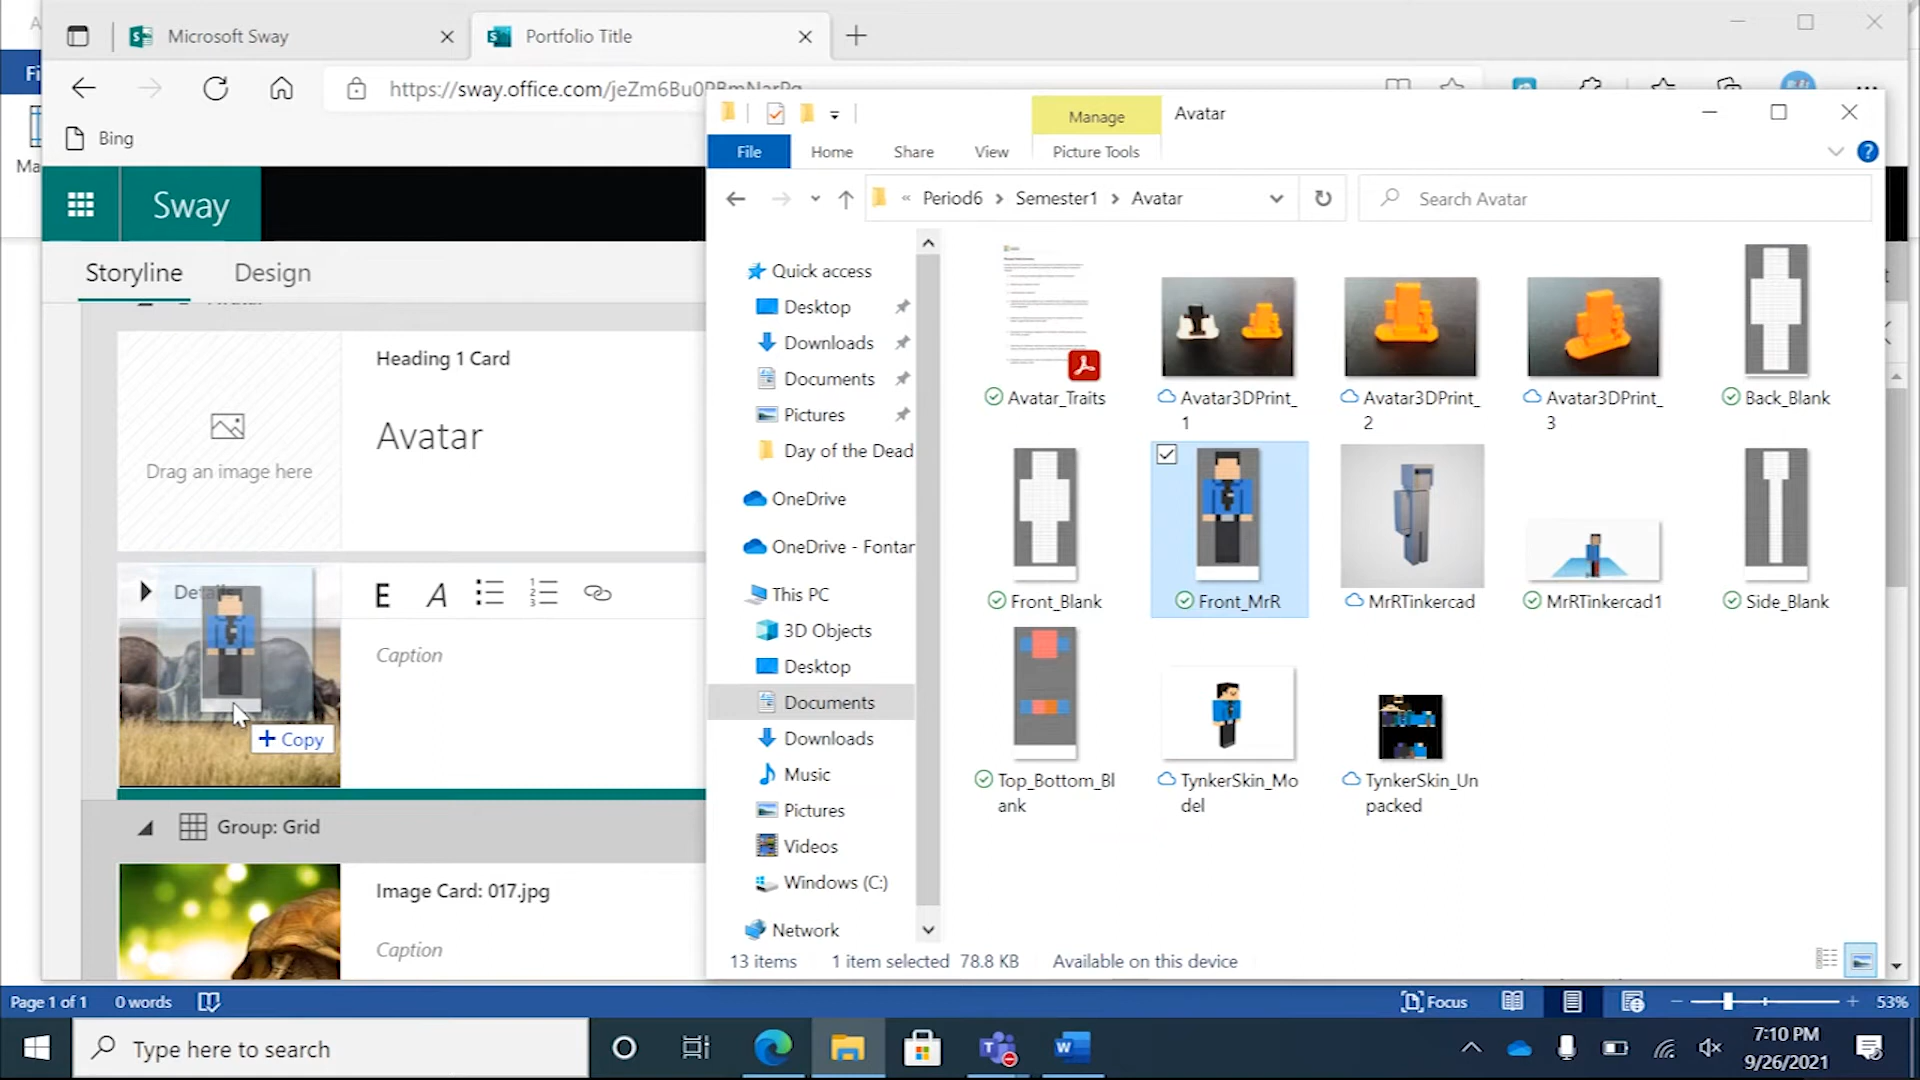 Microsoft Sway
Portfolio Title
https://sway.office.com/jeZm6Bu0
Bing
Fi
Ma
Sway
Storyline
Design
Heading 1 Card
Avatar
Drag an image here
Details
Caption
Copy
Group: Grid
Image Card: 017.jpg
Caption
Manage
Avatar
File
Home
Share
View
Picture Tools
« Period6 > Semester1 > Avatar
Search Avatar
Quick access
Desktop
Downloads
Documents
Pictures
Day of the Dead
OneDrive
OneDrive - Fontar
This PC
3D Objects
Desktop
Documents
Downloads
Music
Pictures
Videos
Windows (C:)
Network
Avatar_Traits
Avatar3DPrint_
1
Avatar3DPrint_
2
Avatar3DPrint_
3
Back_Blank
Front_Blank
Front_MrR
MrRTinkercad
MrRTinkercad1
Side_Blank
Top_Bottom_Bl
ank
TynkerSkin_Mo
del
TynkerSkin_Un
packed
13 items
1 item selected 78.8 KB
Available on this device
Page 1 of 1
0 words
Focus
53%
Type here to search
7:10 PM
9/26/2021